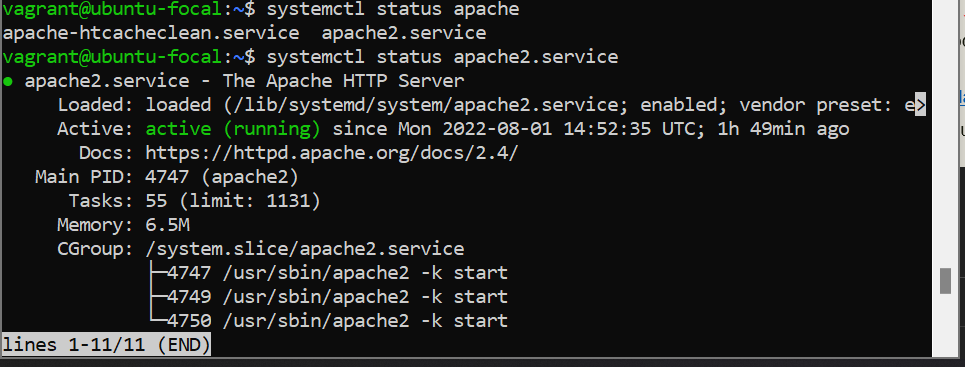 vagrant@ubuntu-focal:~$ systemctl status apache
apache-htcacheclean.service  apache2.service
vagrant@ubuntu-focal:~$ systemctl status apache2.service
● apache2.service - The Apache HTTP Server
     Loaded: loaded (/lib/systemd/system/apache2.service; enabled; vendor preset: e>
     Active: active (running) since Mon 2022-08-01 14:52:35 UTC; 1h 49min ago
       Docs: https://httpd.apache.org/docs/2.4/
   Main PID: 4747 (apache2)
      Tasks: 55 (limit: 1131)
     Memory: 6.5M
     CGroup: /system.slice/apache2.service
             ├─4747 /usr/sbin/apache2 -k start
             ├─4749 /usr/sbin/apache2 -k start
             └─4750 /usr/sbin/apache2 -k start
lines 1-11/11 (END)